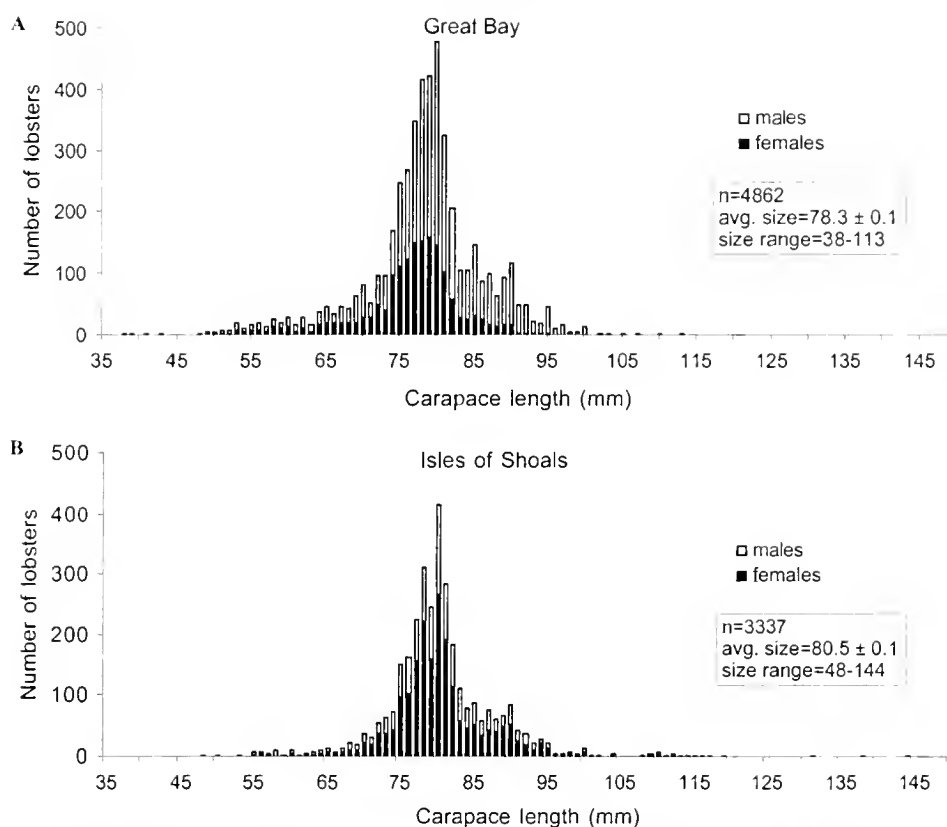 A
Great Bay
500
400
300
200
100
0
Number of lobsters
males
females
n=4862
avg. size=78.3 ± 0.1
size range=38-113
35 45 55 65 75 85 95 105 115 125 135 145
Carapace length (mm)
B
Isles of Shoals
500
400
300
200
100
0
Number of lobsters
males
females
n=3337
avg. size=80.5 ± 0.1
size range=48-144
35 45 55 65 75 85 95 105 115 125 135 145
Carapace length (mm)